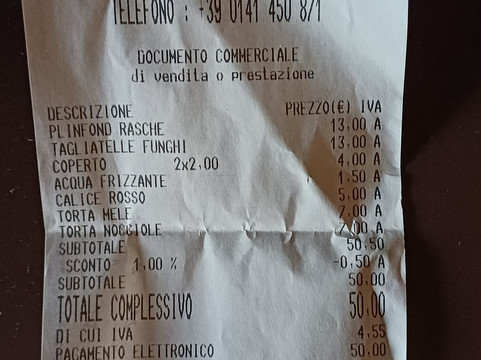 TELEFONO : +39 0141 450 871
DOCUMENTO COMMERCIALE
di vendita o prestazione
DESCRIZIONE PREZZO(€) IVA
PLINFOND RASCHE 13,00 A
TAGLIATELLE FUNGHI 13,00 A
COPERTO 2x2,00 4,00 A
ACQUA FRIZZANTE 1,50 A
CALICE ROSSO 5,00 A
TORTA MELE 7,00 A
TORTA NOCCIOLE 7,00 A
SUBTOTALE 50,50
SCONTO 1,00 % -0,50 A
SUBTOTALE 50,00
TOTALE COMPLESSIVO 50,00
DI CUI IVA 4,55
PAGAMENTO ELETTRONICO 50,00